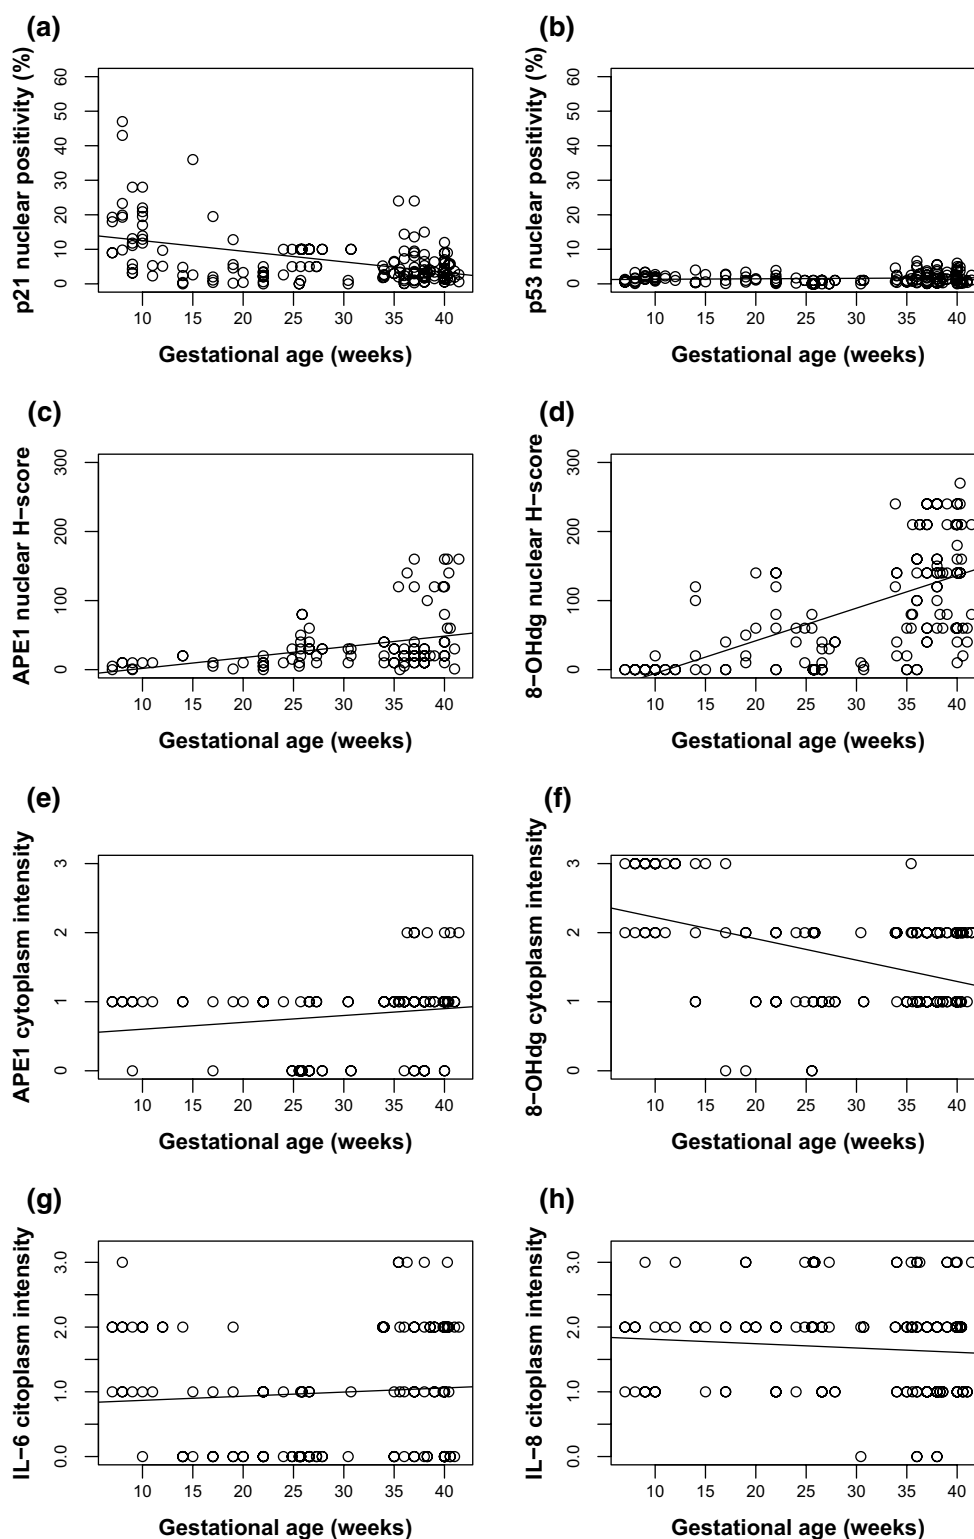 (a)
p21 nuclear positivity (%)
0 10 20 30 40 50 60
10 15 20 25 30 35 40
Gestational age (weeks)
(b)
p53 nuclear positivity (%)
0 10 20 30 40 50 60
10 15 20 25 30 35 40
Gestational age (weeks)
(c)
APE1 nuclear H−score
0 100 200 300
10 15 20 25 30 35 40
Gestational age (weeks)
(d)
8−OHdg nuclear H−score
0 100 200 300
10 15 20 25 30 35 40
Gestational age (weeks)
(e)
APE1 cytoplasm intensity
0 1 2 3
10 15 20 25 30 35 40
Gestational age (weeks)
(f)
8−OHdg cytoplasm intensity
0 1 2 3
10 15 20 25 30 35 40
Gestational age (weeks)
(g)
IL−6 citoplasm intensity
0.0 1.0 2.0 3.0
10 15 20 25 30 35 40
Gestational age (weeks)
(h)
IL−8 citoplasm intensity
0.0 1.0 2.0 3.0
10 15 20 25 30 35 40
Gestational age (weeks)